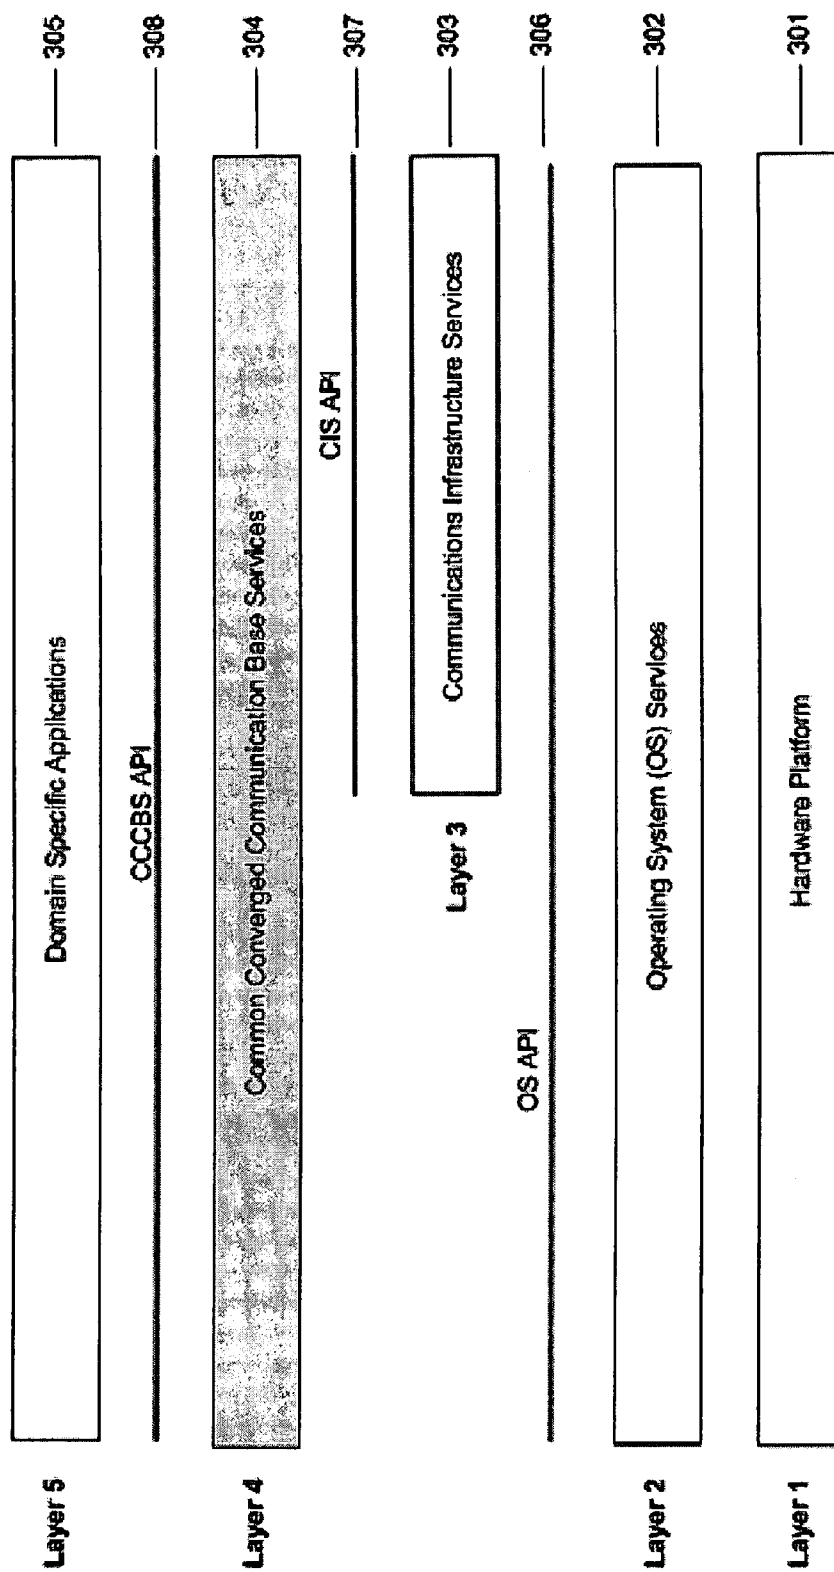 Layer 5
Domain Specific Applications
305
CCCBS API
308
Layer 4
Common Converged Communication Base Services
304
CIS API
307
Layer 3
Communications Infrastructure Services
303
OS API
306
Layer 2
Operating System (OS) Services
302
Layer 1
Hardware Platform
301